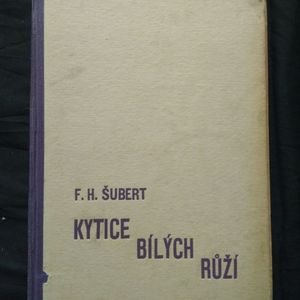 F. H. ŠUBERT
KYTICE
BÍLÝCH
RŮŽÍ